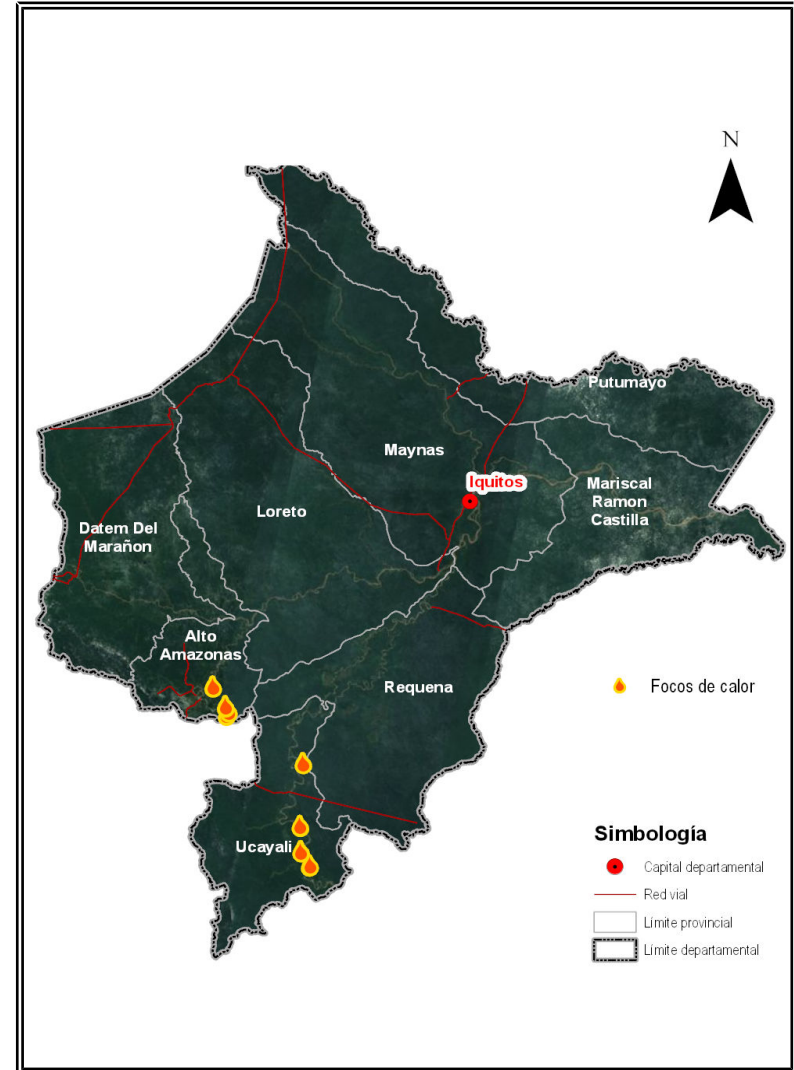 N
Putumayo
Maynas
Iquitos
Mariscal
Ramon
Castilla
Loreto
Datem Del
Marañon
Alto
Amazonas
Requena
Focos de calor
Ucayali
Simbología
Capital departamental
Red vial
Límite provincial
Límite departamental